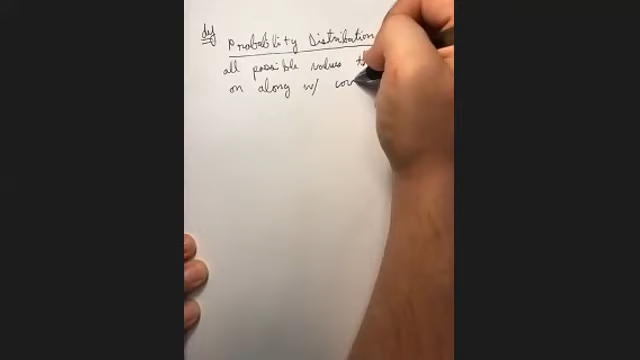 def Probability Distribution
all possible values
on along w/